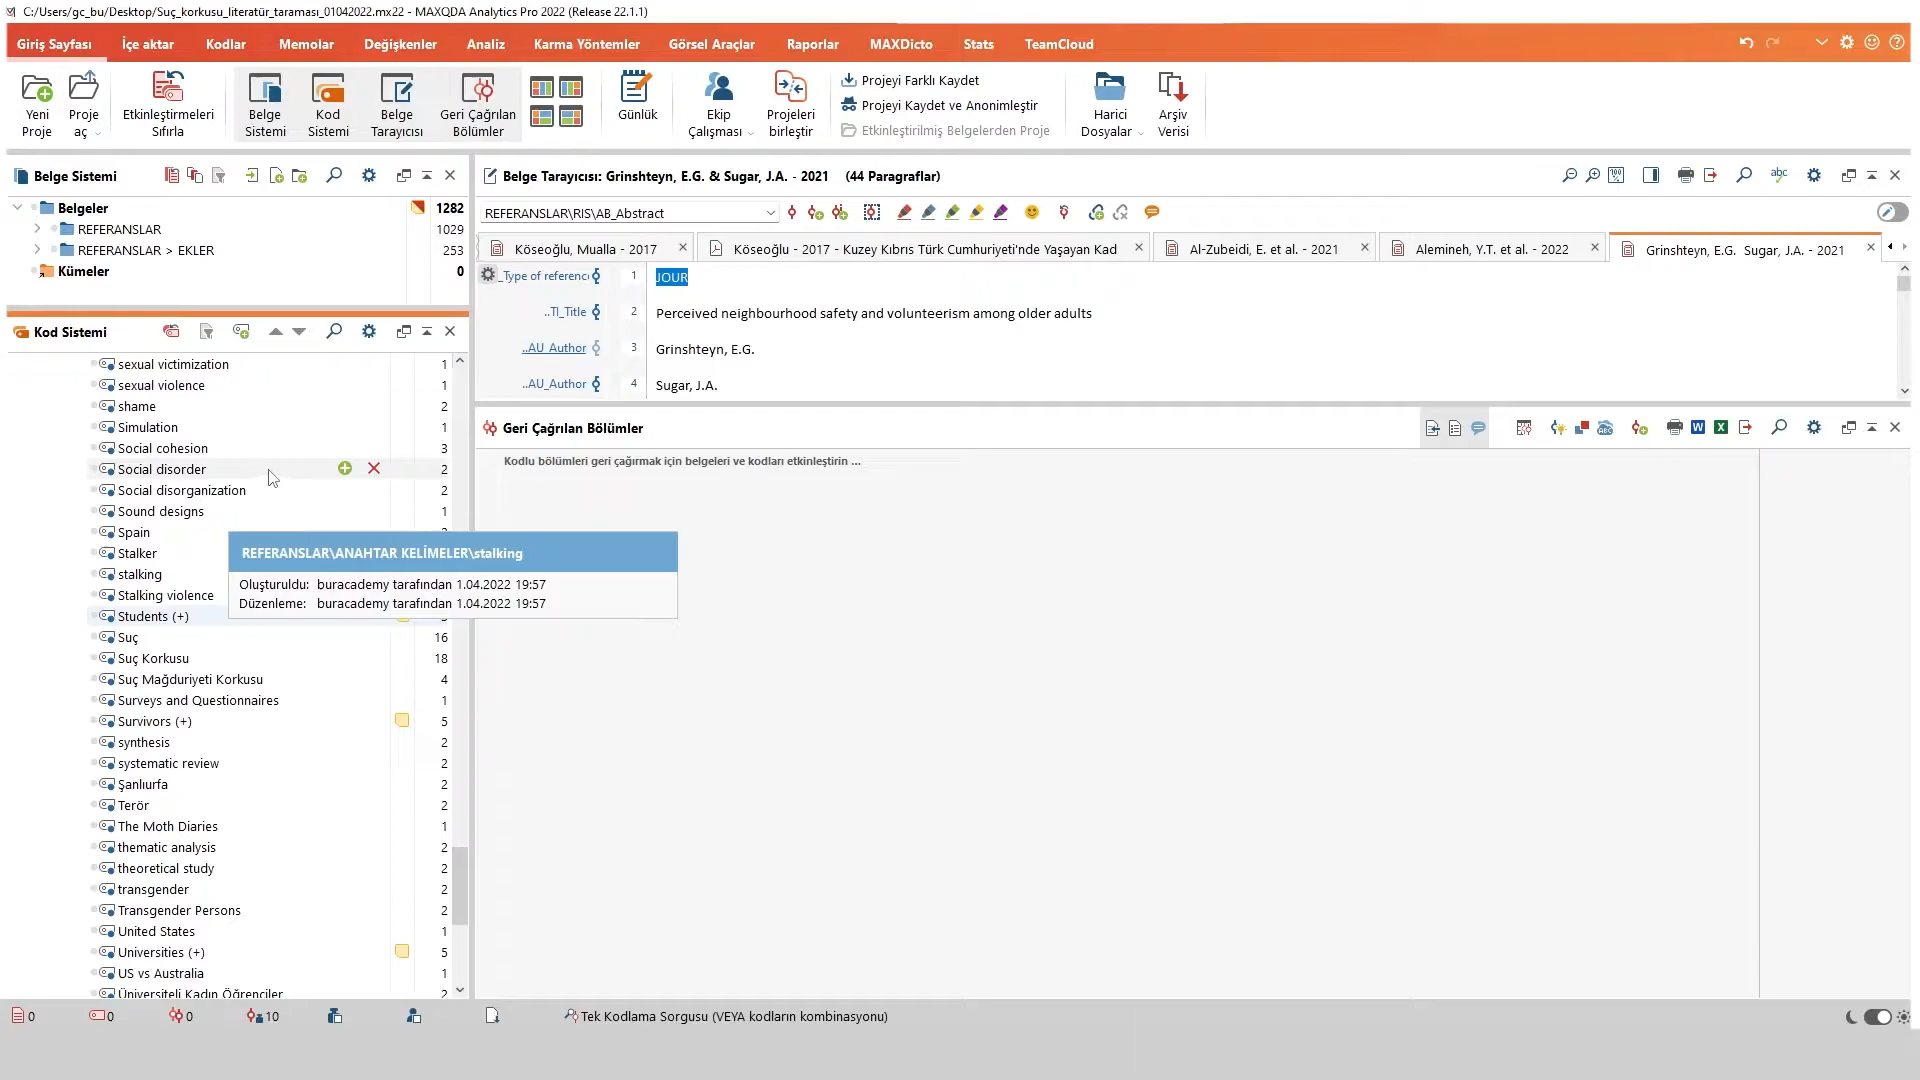 C:/Users/gc_bu/Desktop/Suç_korkusu_literatür_taraması_01042022.mx22 - MAXQDA Analytics Pro 2022 (Release 22.1.1)
Giriş Sayfası İçe aktar Kodlar Memolar Değişkenler Analiz Karma Yöntemler Görsel Araçlar Raporlar MAXDicto Stats TeamCloud
Yeni Proje
Proje aç
Etkinleştirmeleri Sıfırla
Belge Sistemi
Kod Sistemi
Belge Tarayıcısı
Geri Çağrılan Bölümler
Günlük
Ekip Çalışması
Projeleri birleştir
Projeyi Farklı Kaydet
Projeyi Kaydet ve Anonimleştir
Etkinleştirilmiş Belgelerden Proje
Harici Dosyalar
Arşiv Verisi
Belge Sistemi
Belgeler 1282
REFERANSLAR 1029
REFERANSLAR > EKLER 253
Kümeler 0
Kod Sistemi
sexual victimization 1
sexual violence 1
shame 2
Simulation 1
Social cohesion 3
Social disorder 2
Social disorganization 2
Sound designs 1
Spain
Stalker
stalking
Stalking violence
Students (+)
REFERANSLAR\ANAHTAR KELİMELER\stalking
Oluşturuldu: buracademy tarafından 1.04.2022 19:57
Düzenleme: buracademy tarafından 1.04.2022 19:57
Suç 16
Suç Korkusu 18
Suç Mağduriyeti Korkusu 4
Surveys and Questionnaires 1
Survivors (+) 5
synthesis 2
systematic review 2
Şanlıurfa 2
Terör 2
The Moth Diaries 1
thematic analysis 2
theoretical study 2
transgender 2
Transgender Persons 2
United States 1
Universities (+) 5
US vs Australia 1
Üniversiteli Kadın Öğrenciler 2
Belge Tarayıcısı: Grinshteyn, E.G. & Sugar, J.A. - 2021 (44 Paragraflar)
REFERANSLAR\RIS\AB_Abstract
100 %
abc
Köseoğlu, Mualla - 2017
Köseoğlu - 2017 - Kuzey Kıbrıs Türk Cumhuriyeti'nde Yaşayan Kad
Al-Zubeidi, E. et al. - 2021
Alemineh, Y.T. et al. - 2022
Grinshteyn, E.G. Sugar, J.A. - 2021
_Type of referenc 1 JOUR
..TI_Title 2 Perceived neighbourhood safety and volunteerism among older adults
..AU_Author 3 Grinshteyn, E.G.
..AU_Author 4 Sugar, J.A.
Geri Çağrılan Bölümler
Kodlu bölümleri geri çağırmak için belgeleri ve kodları etkinleştirin ...
0 0 0 10
Tek Kodlama Sorgusu (VEYA kodların kombinasyonu)